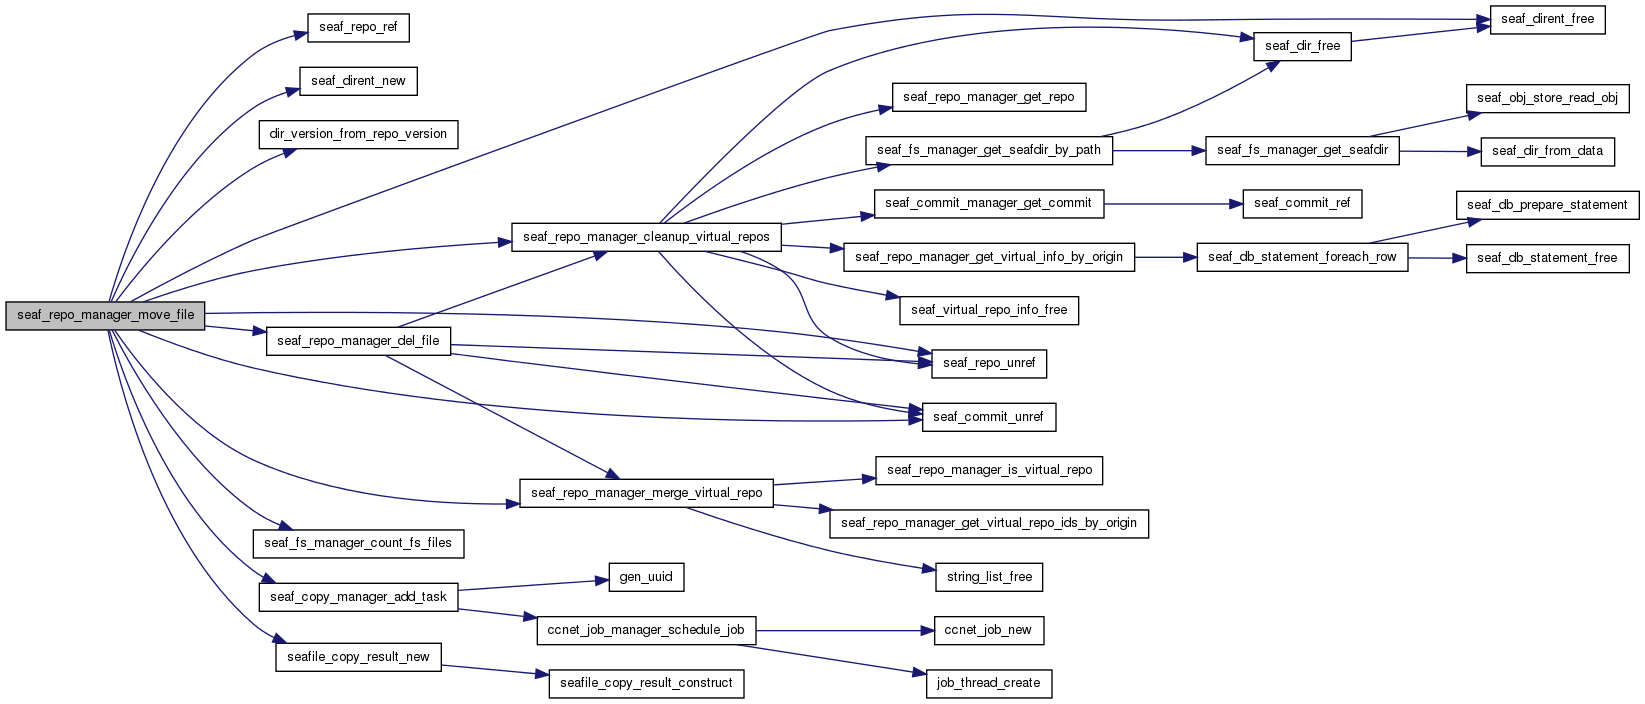 seaf_repo_manager_move_file
seaf_repo_ref
seaf_dirent_new
dir_version_from_repo_version
seaf_repo_manager_del_file
seaf_fs_manager_count_fs_files
seaf_copy_manager_add_task
seafile_copy_result_new
seaf_repo_manager_cleanup_virtual_repos
seaf_repo_manager_merge_virtual_repo
gen_uuid
ccnet_job_manager_schedule_job
seafile_copy_result_construct
seaf_repo_manager_get_repo
seaf_fs_manager_get_seafdir_by_path
seaf_commit_manager_get_commit
seaf_repo_manager_get_virtual_info_by_origin
seaf_virtual_repo_info_free
seaf_repo_unref
seaf_commit_unref
seaf_repo_manager_is_virtual_repo
seaf_repo_manager_get_virtual_repo_ids_by_origin
string_list_free
ccnet_job_new
job_thread_create
seaf_dir_free
seaf_fs_manager_get_seafdir
seaf_commit_ref
seaf_db_statement_foreach_row
seaf_dirent_free
seaf_obj_store_read_obj
seaf_dir_from_data
seaf_db_prepare_statement
seaf_db_statement_free